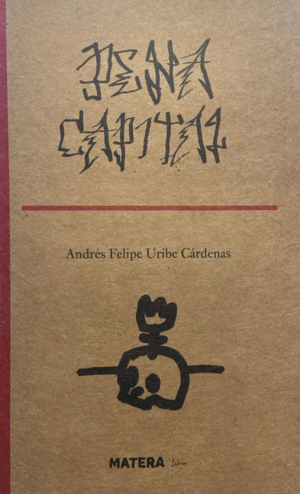 PENA
CAPITAL
Andrés Felipe Uribe Cárdenas
MATERA